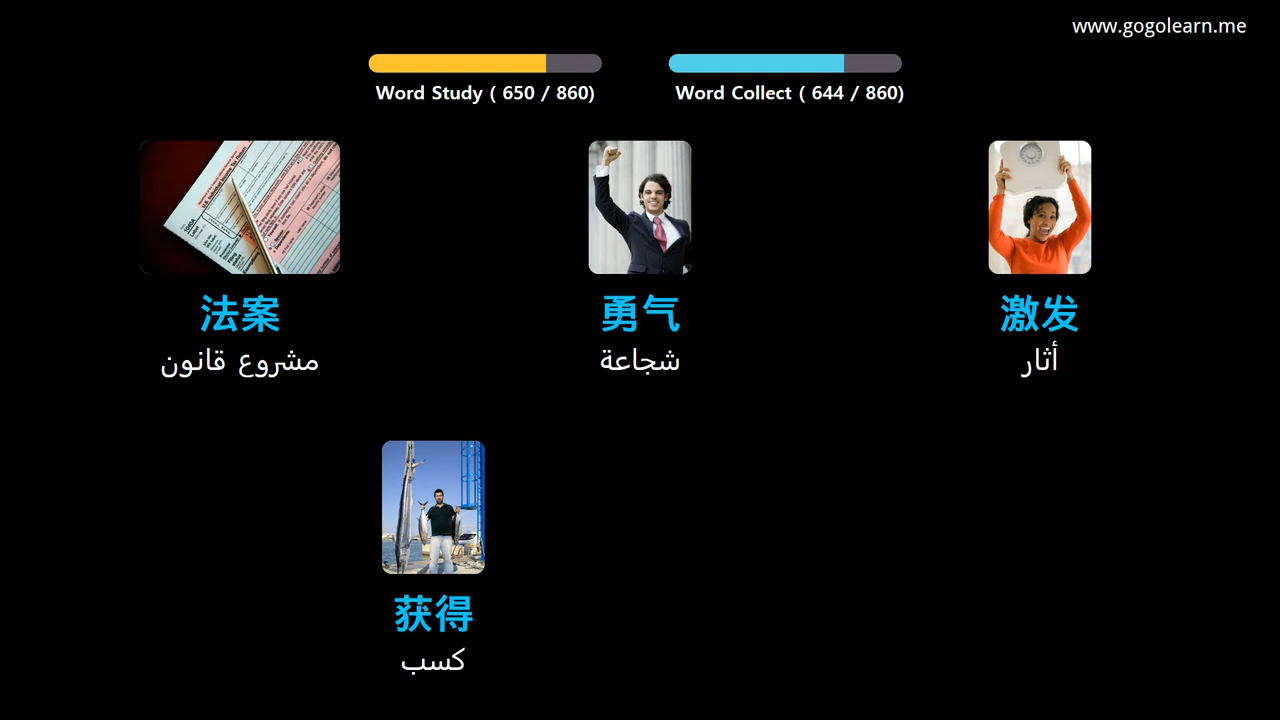 www.gogolearn.me
Word Study ( 650 / 860)
Word Collect ( 644 / 860)
法案
مشروع قانون
勇气
شجاعة
激发
أثار
获得
كسب